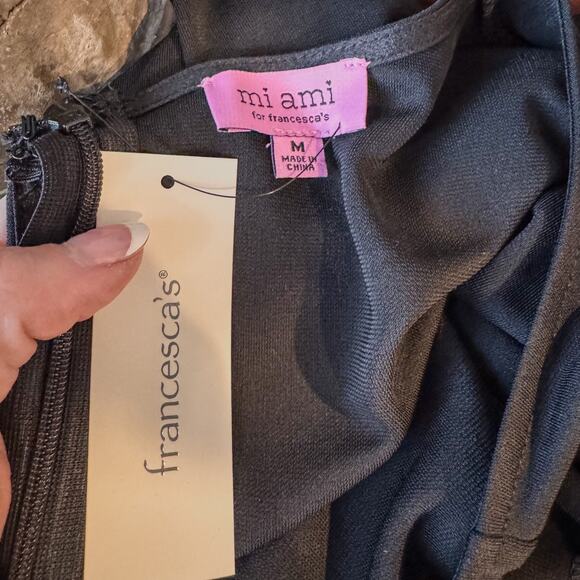 mi ami
for francesca's
M
MADE IN
CHINA
francesca's®